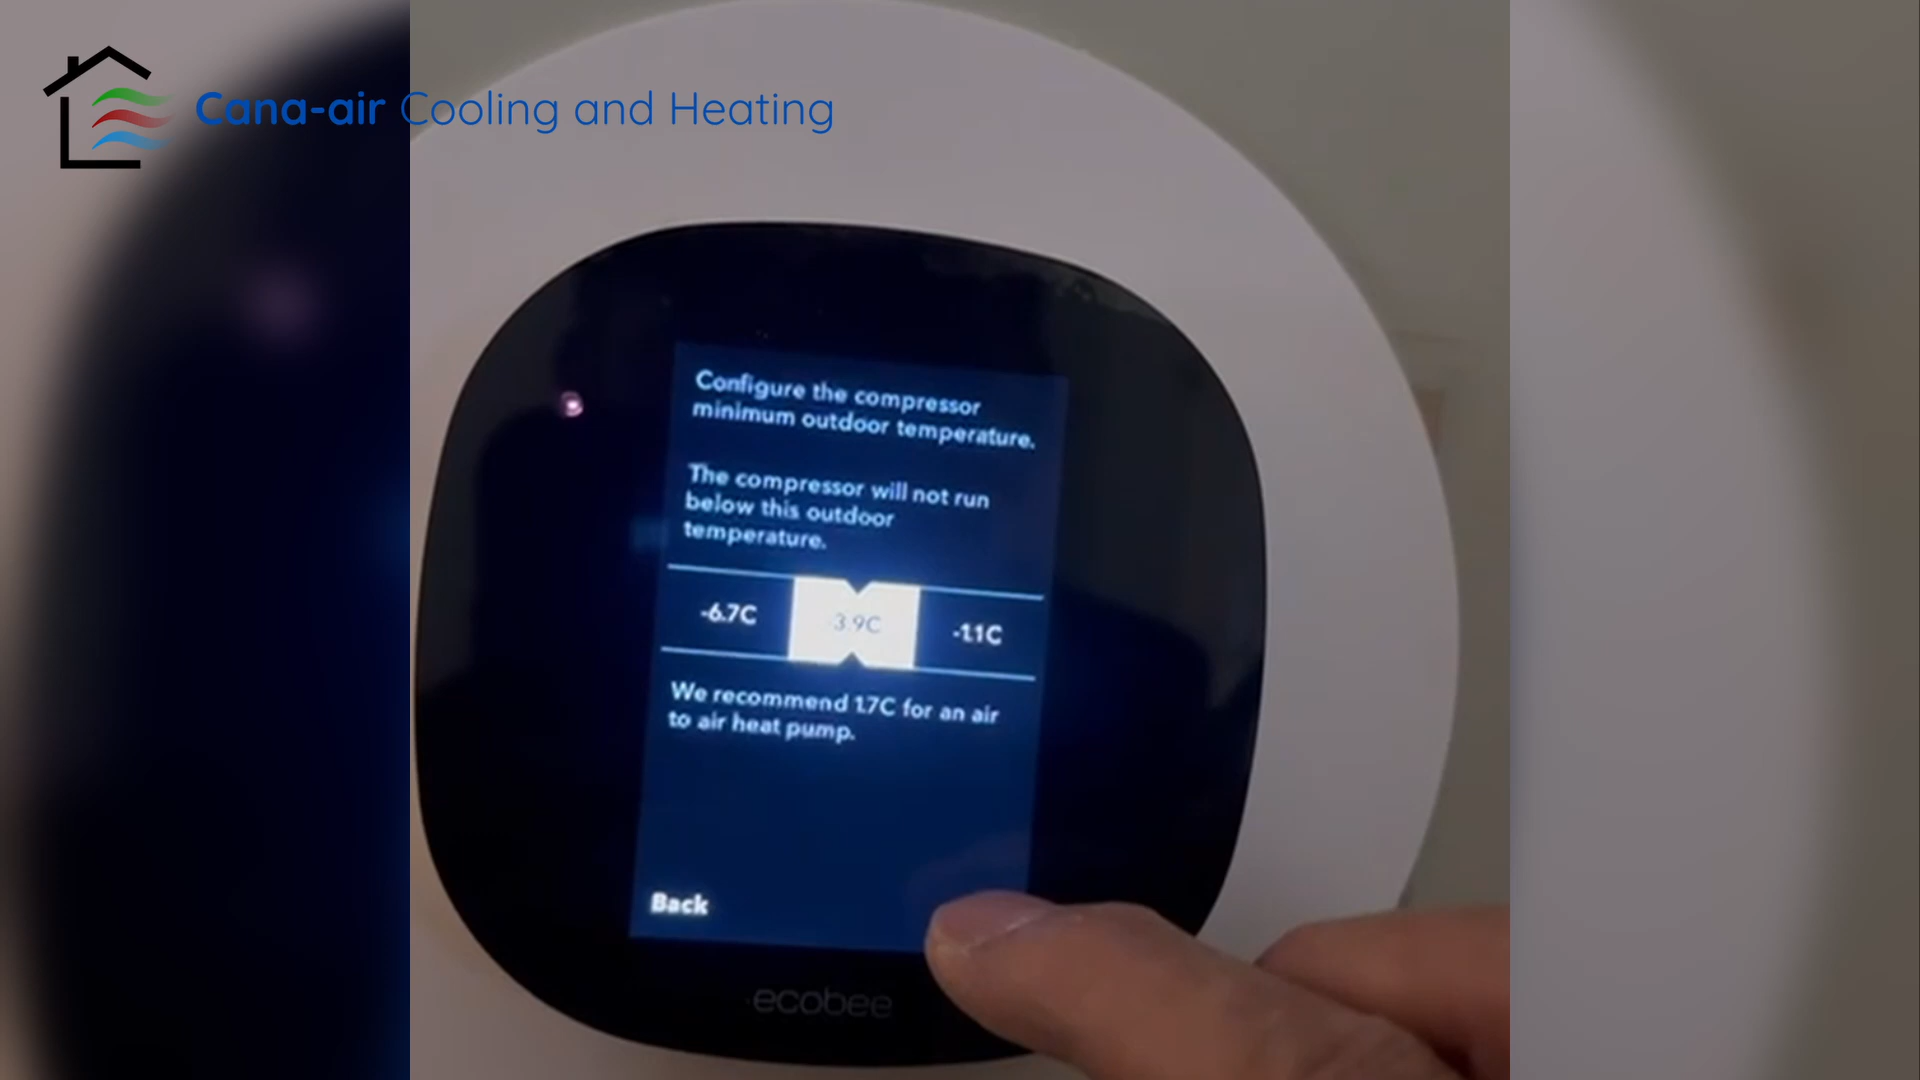 Cana-air Cooling and Heating
Configure the compressor
minimum outdoor temperature.
The compressor will not run
below this outdoor
temperature.
-6.7C -3.9C -1.1C
We recommend 1.7C for an air
to air heat pump.
Back
ecobee